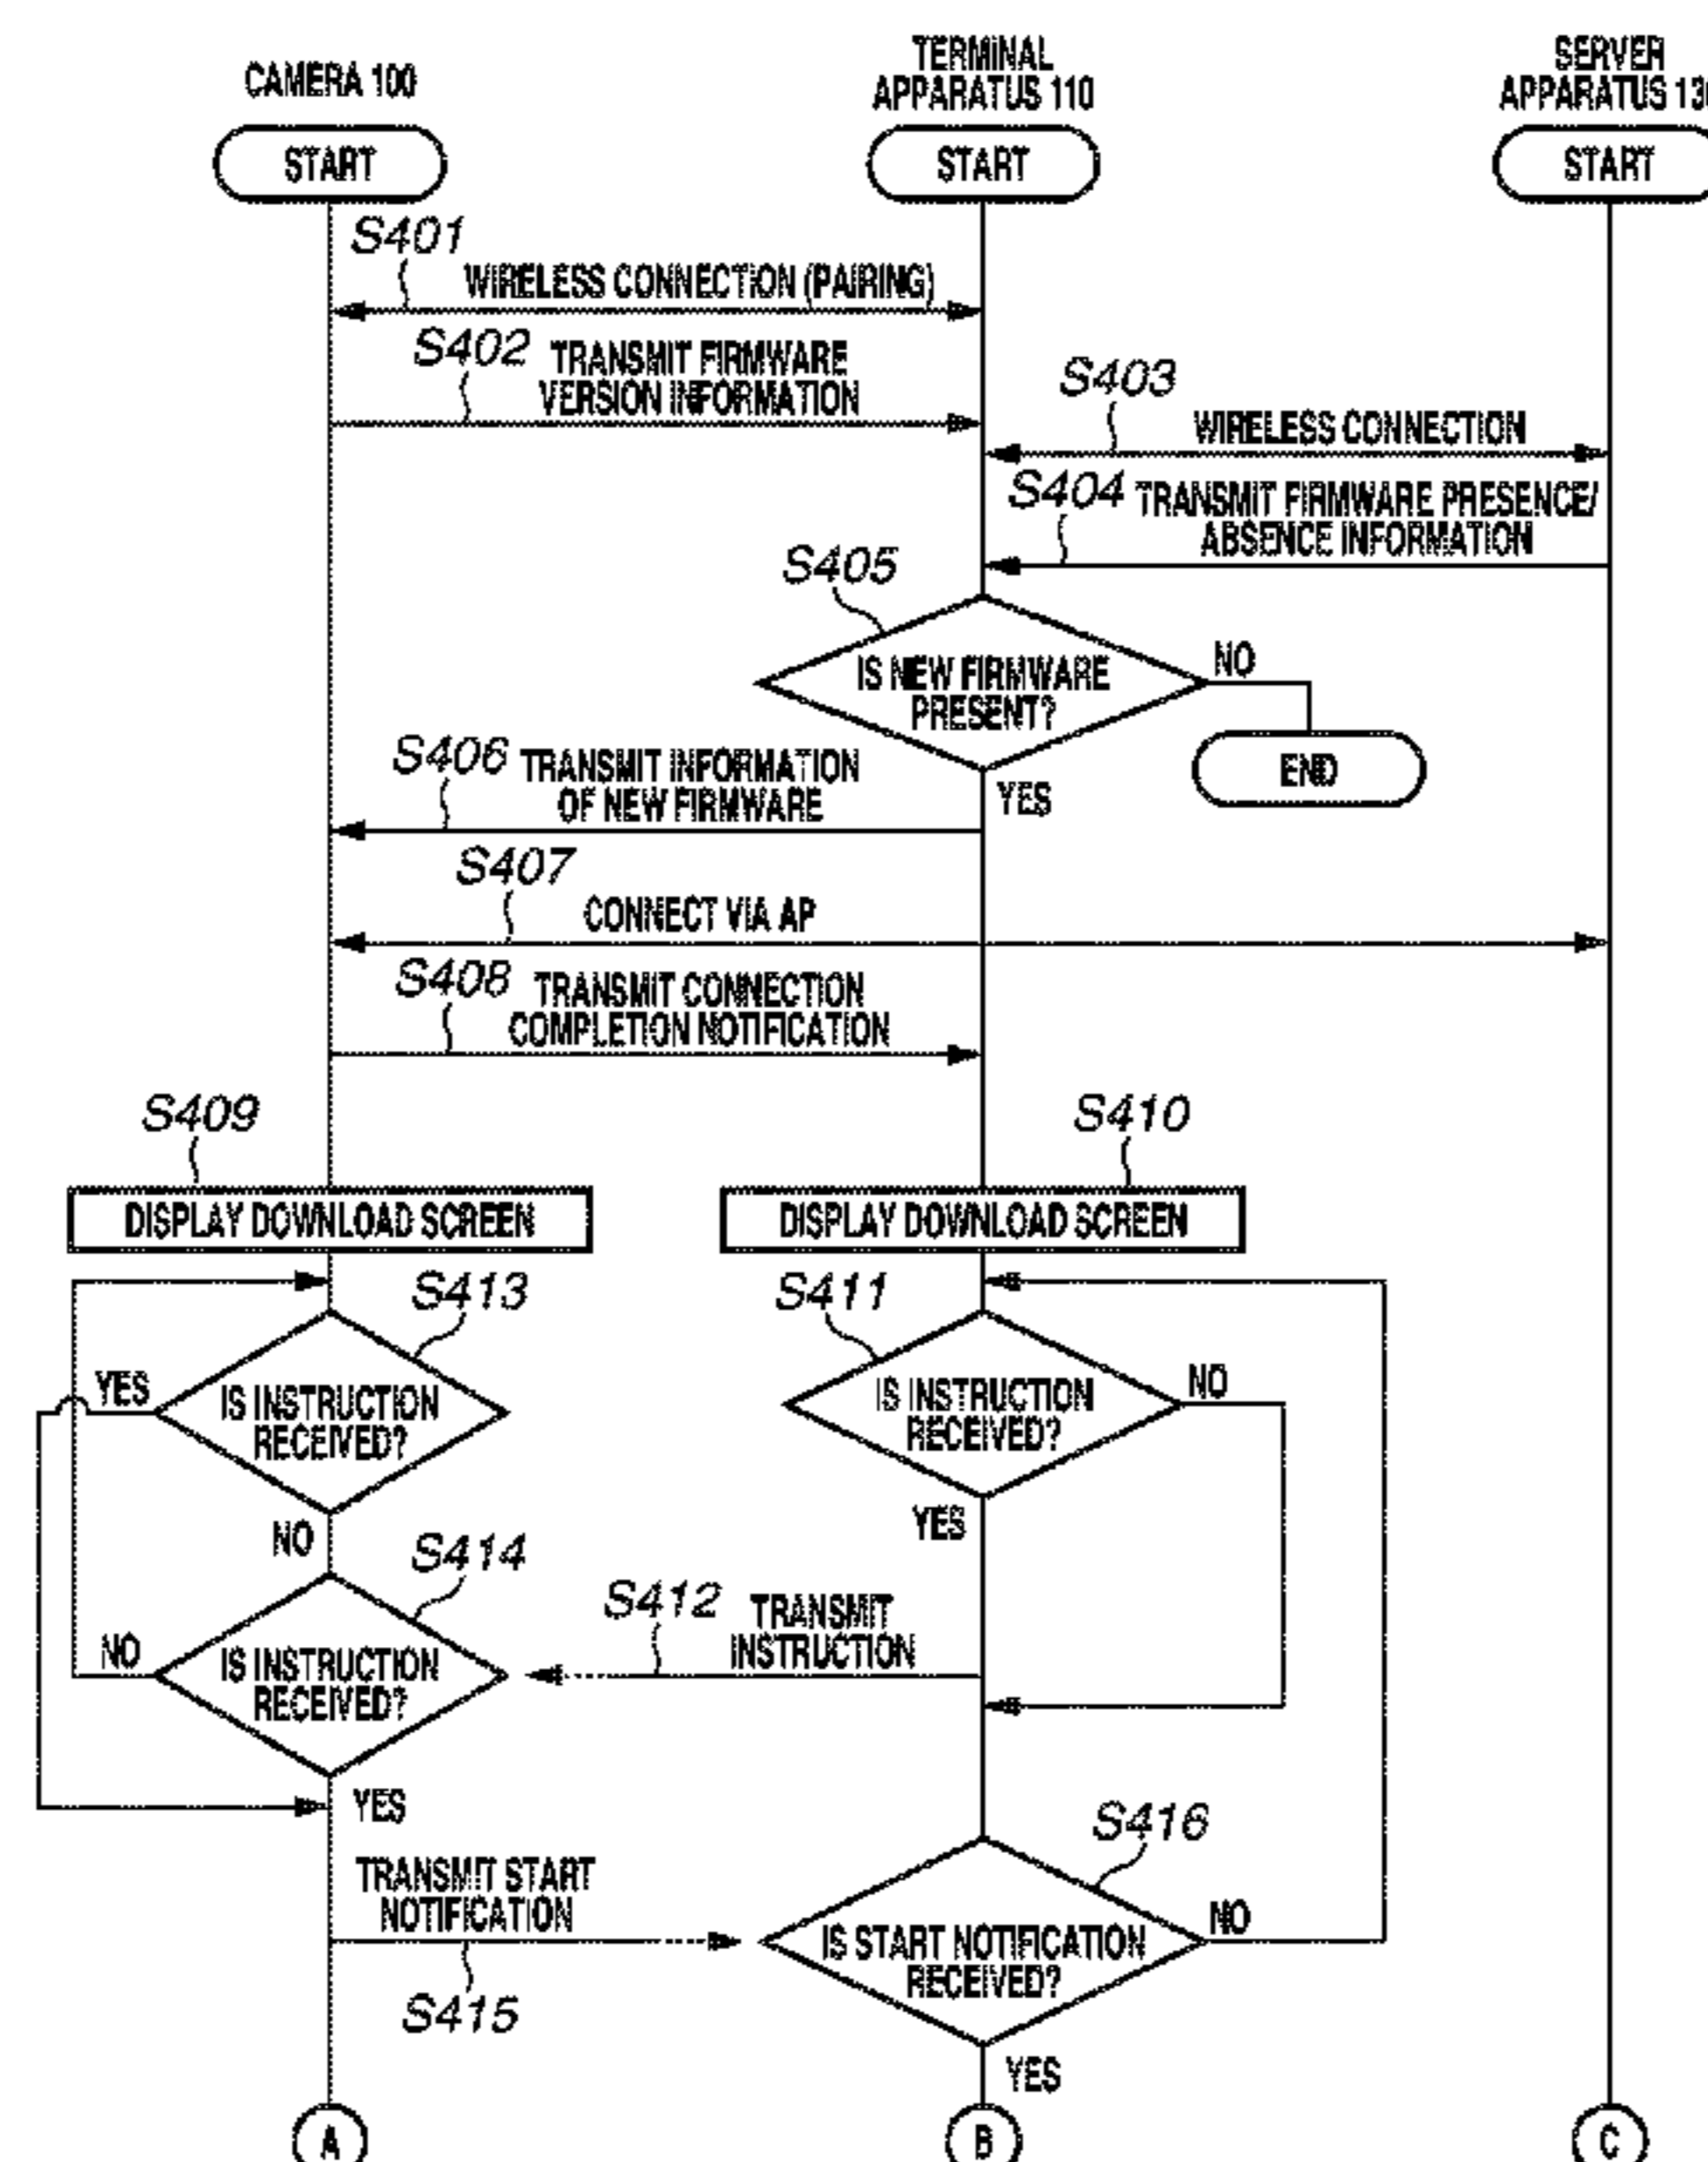 CAMERA 100
TERMINAL
APPARATUS 110
SERVER
APPARATUS 13
START
START
START
S401
WIRELESS CONNECTION (PAIRING)
S402
TRANSMIT FIRMWARE
VERSION INFORMATION
S403
WIRELESS CONNECTION
S404
TRANSMIT FIRMWARE PRESENCE/
ABSENCE INFORMATION
S405
IS NEW FIRMWARE
PRESENT?
NO
END
YES
S406
TRANSMIT INFORMATION
OF NEW FIRMWARE
S407
CONNECT VIA AP
S408
TRANSMIT CONNECTION
COMPLETION NOTIFICATION
S409
S410
DISPLAY DOWNLOAD SCREEN
DISPLAY DOWNLOAD SCREEN
S413
S411
YES
IS INSTRUCTION
RECEIVED?
IS INSTRUCTION
RECEIVED?
NO
NO
YES
S414
S412
TRANSMIT
INSTRUCTION
NO
IS INSTRUCTION
RECEIVED?
YES
S416
TRANSMIT START
NOTIFICATION
S415
IS START NOTIFICATION
RECEIVED?
NO
YES
A
B
C